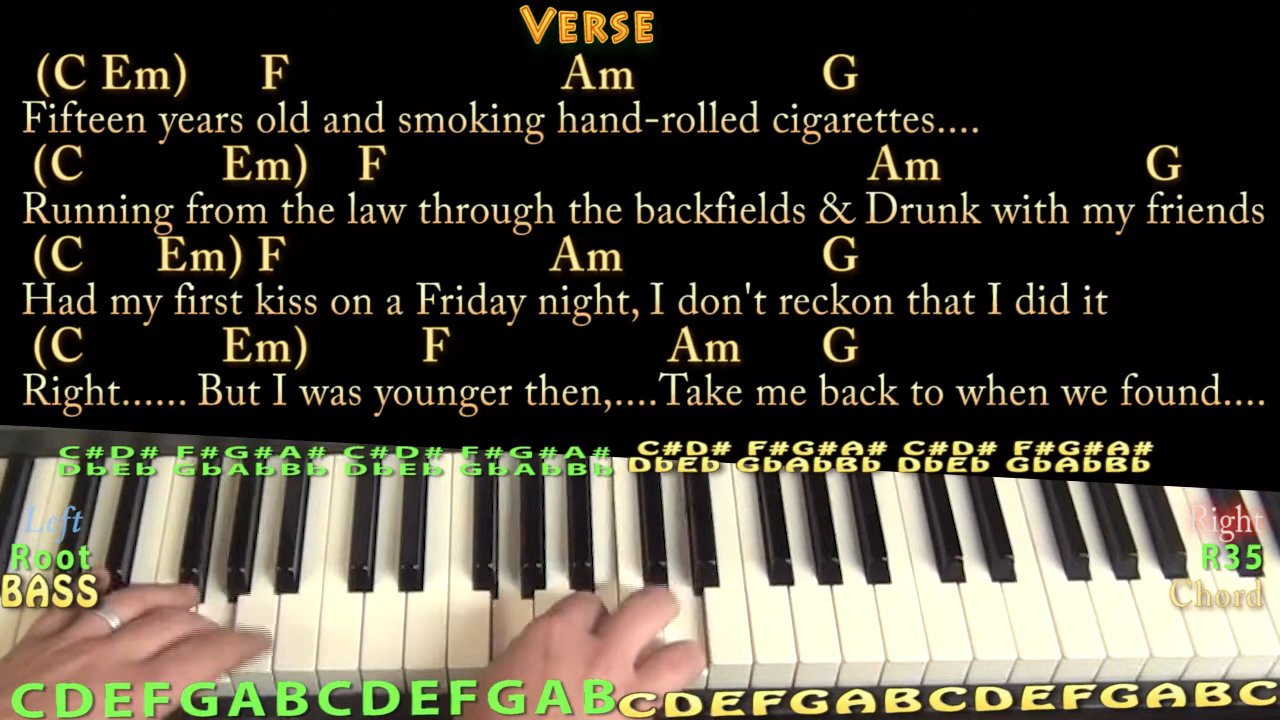 VERSE
(C Em) F Am G
Fifteen years old and smoking hand-rolled cigarettes....
(C Em) F Am G
Running from the law through the backfields & Drunk with my friends
(C Em) F Am G
Had my first kiss on a Friday night, I don't reckon that I did it
(C Em) F Am G
Right...... But I was younger then,....Take me back to when we found....
C#D# F#G#A# C#D# F#G#A# C#D# F#G#A# C#D# F#G#A#
DbEb GbAbBb DbEb GbAbBb DbEb GbAbBb DbEb GbAbBb
Left
Root
BASS
Right
R35
Chord
CDEFGABCDEFGABCDEFGABCDEFGABC